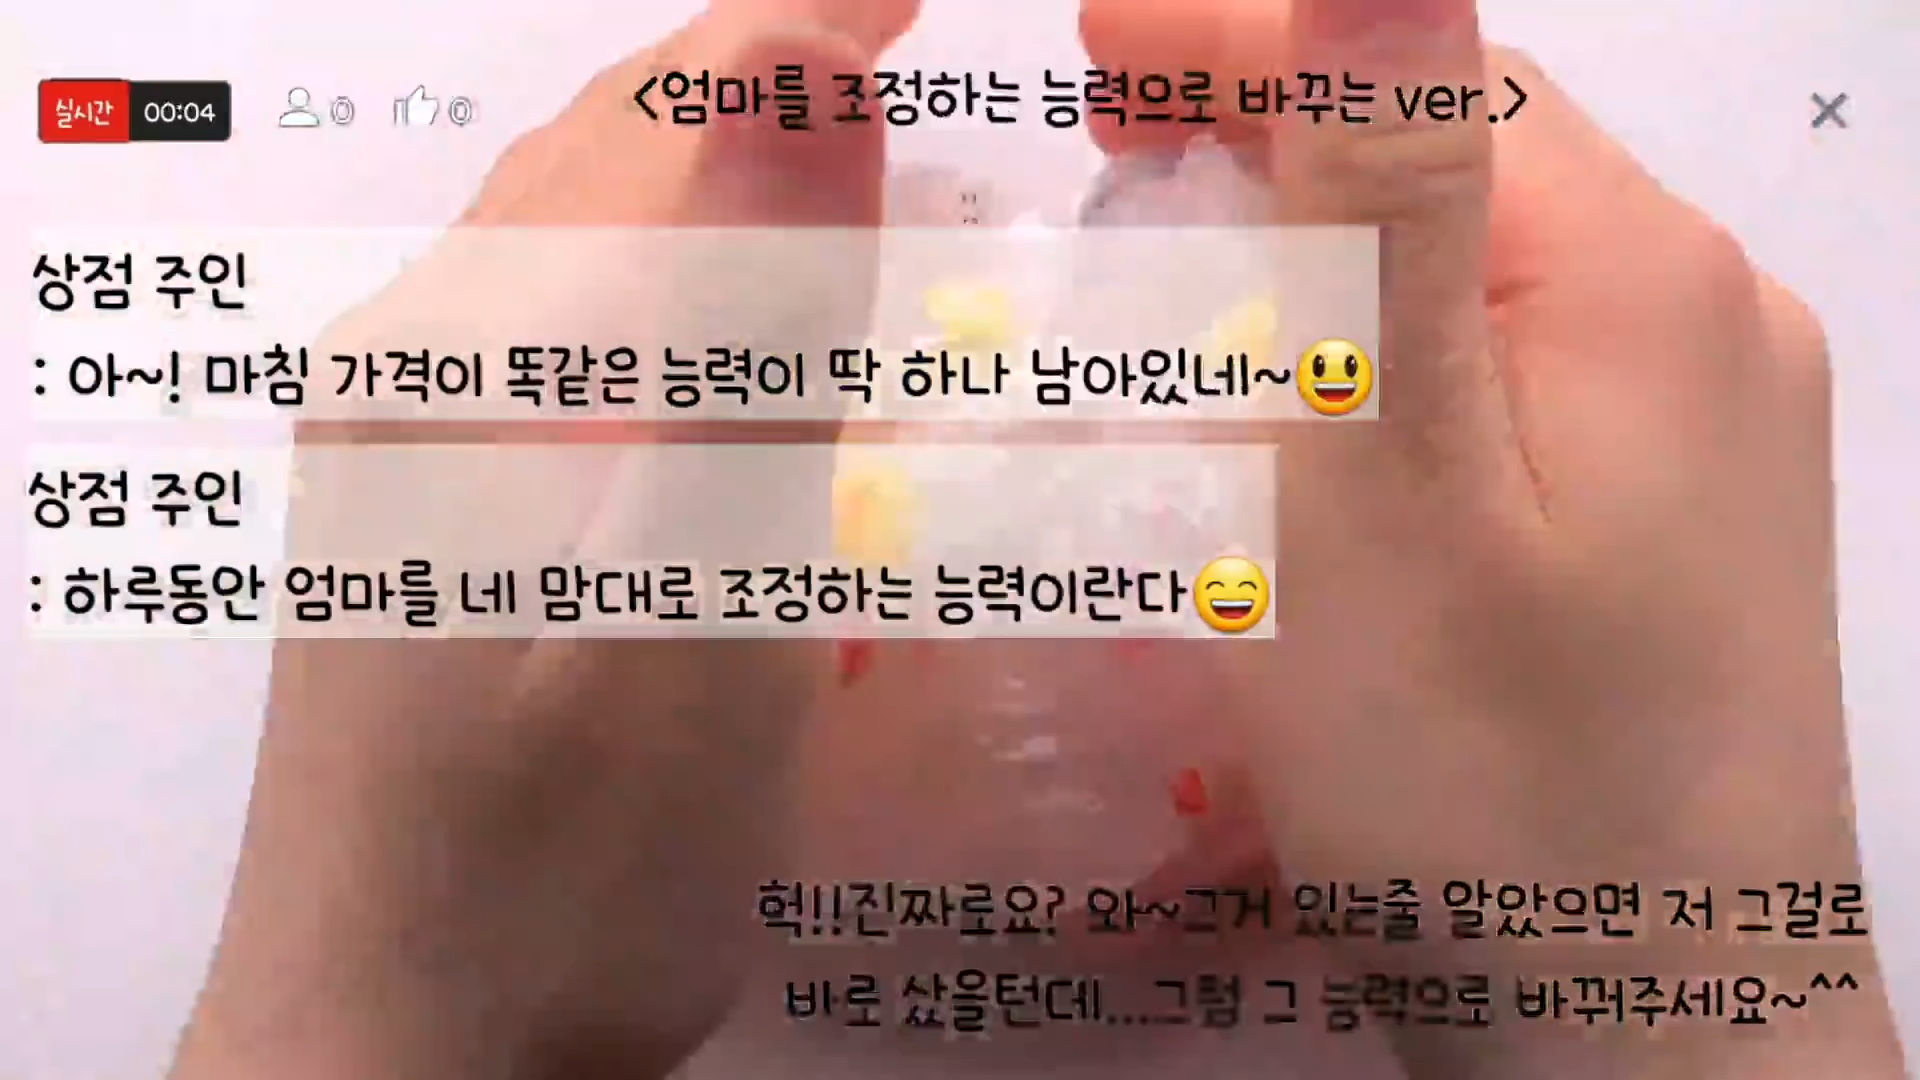 실시간 00:04 0 0
<엄마를 조정하는 능력으로 바꾸는 ver.>
상점 주인
: 아~! 마침 가격이 똑같은 능력이 딱 하나 남아있네~😃
상점 주인
: 하루동안 엄마를 네 맘대로 조정하는 능력이란다😄
헉!!진짜로요? 와~그거 있는줄 알았으면 저 그걸로
바로 샀을텐데...그럼 그 능력으로 바꿔주세요~^^